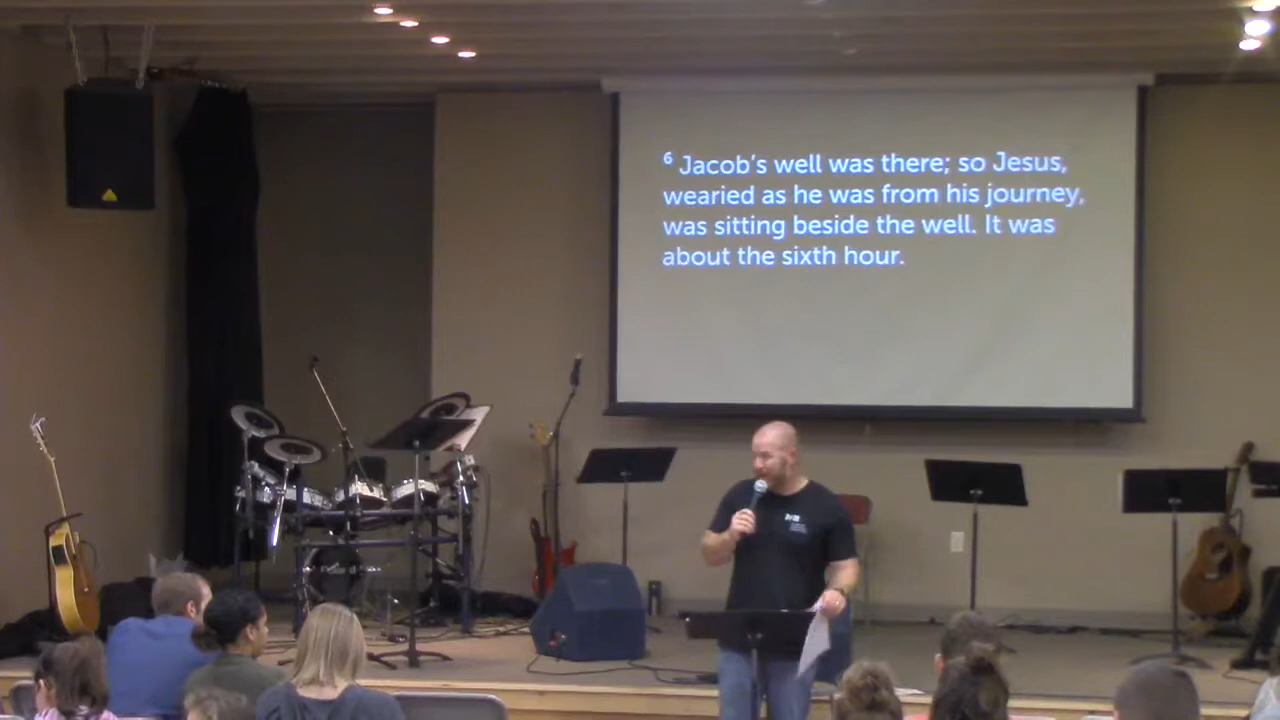 ⁶ Jacob's well was there; so Jesus,
wearied as he was from his journey,
was sitting beside the well. It was
about the sixth hour.